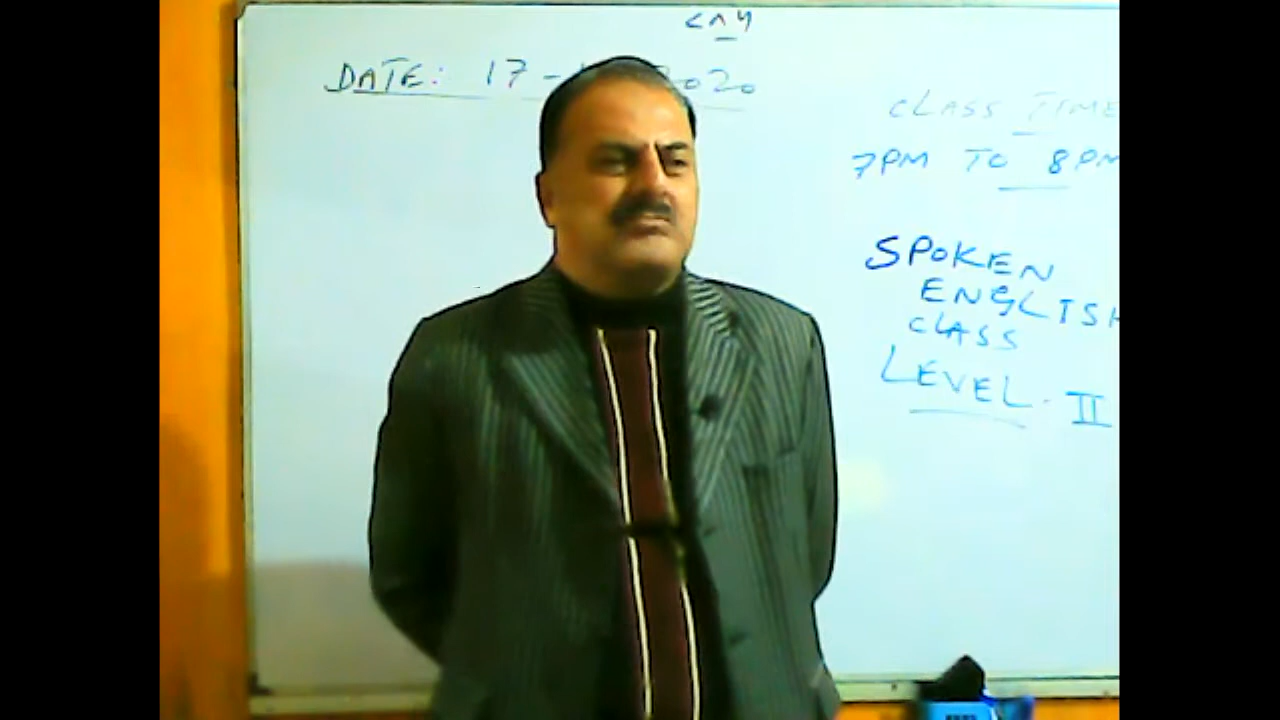 DATE: 17-
CLASS TIME
7PM TO 8PM
SPOKEN
ENGLISH
CLASS
LEVEL-II